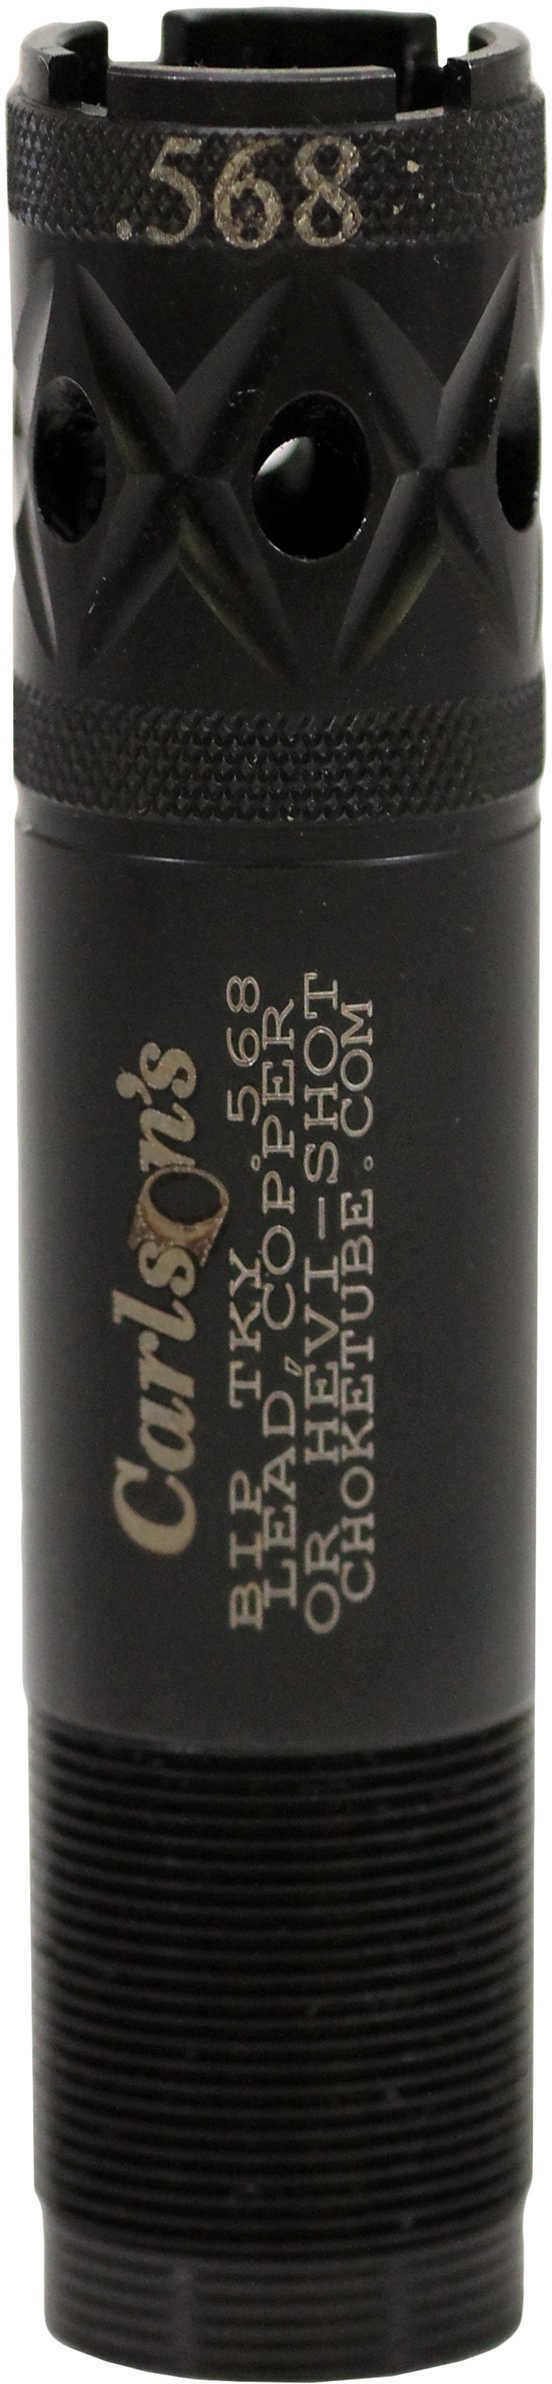 .568
Carlson's
BIP TKY .568
LEAD, COPPER
OR HEVI-SHOT
CHOKETUBE.COM